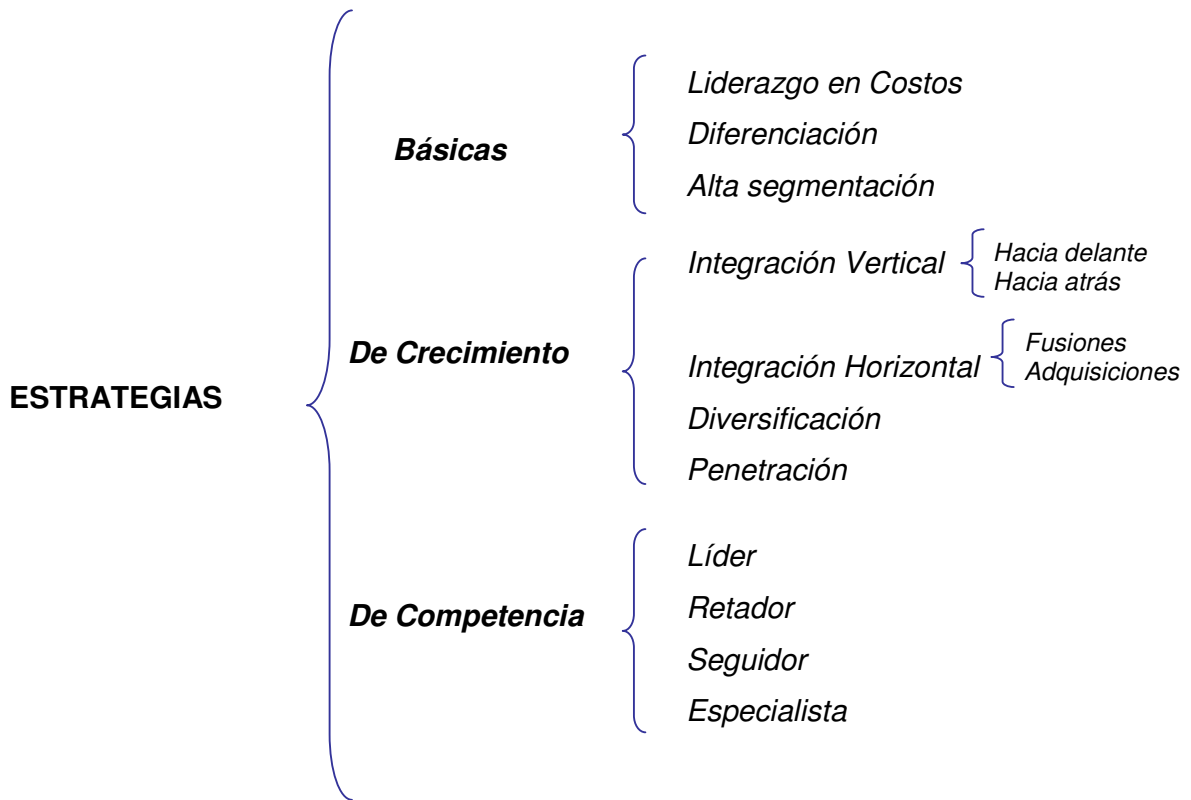 ESTRATEGIAS
Básicas
Liderazgo en Costos
Diferenciación
Alta segmentación
De Crecimiento
Integración Vertical
Hacia delante
Hacia atrás
Integración Horizontal
Fusiones
Adquisiciones
Diversificación
Penetración
De Competencia
Líder
Retador
Seguidor
Especialista